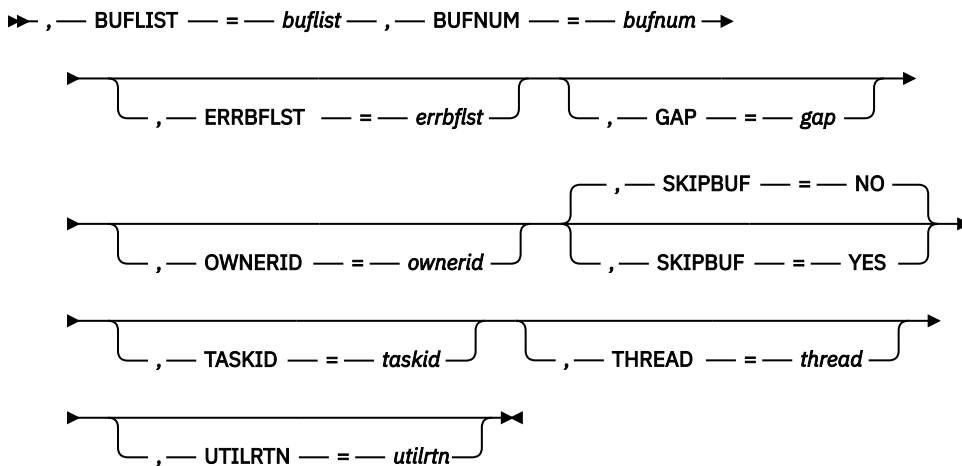 , BUFLIST = buflist , BUFNUM = bufnum
, ERRBFLST = errbflst , GAP = gap
, SKIPBUF = NO
, OWNERID = ownerid , SKIPBUF = YES
, TASKID = taskid , THREAD = thread
, UTILRTN = utilrtn